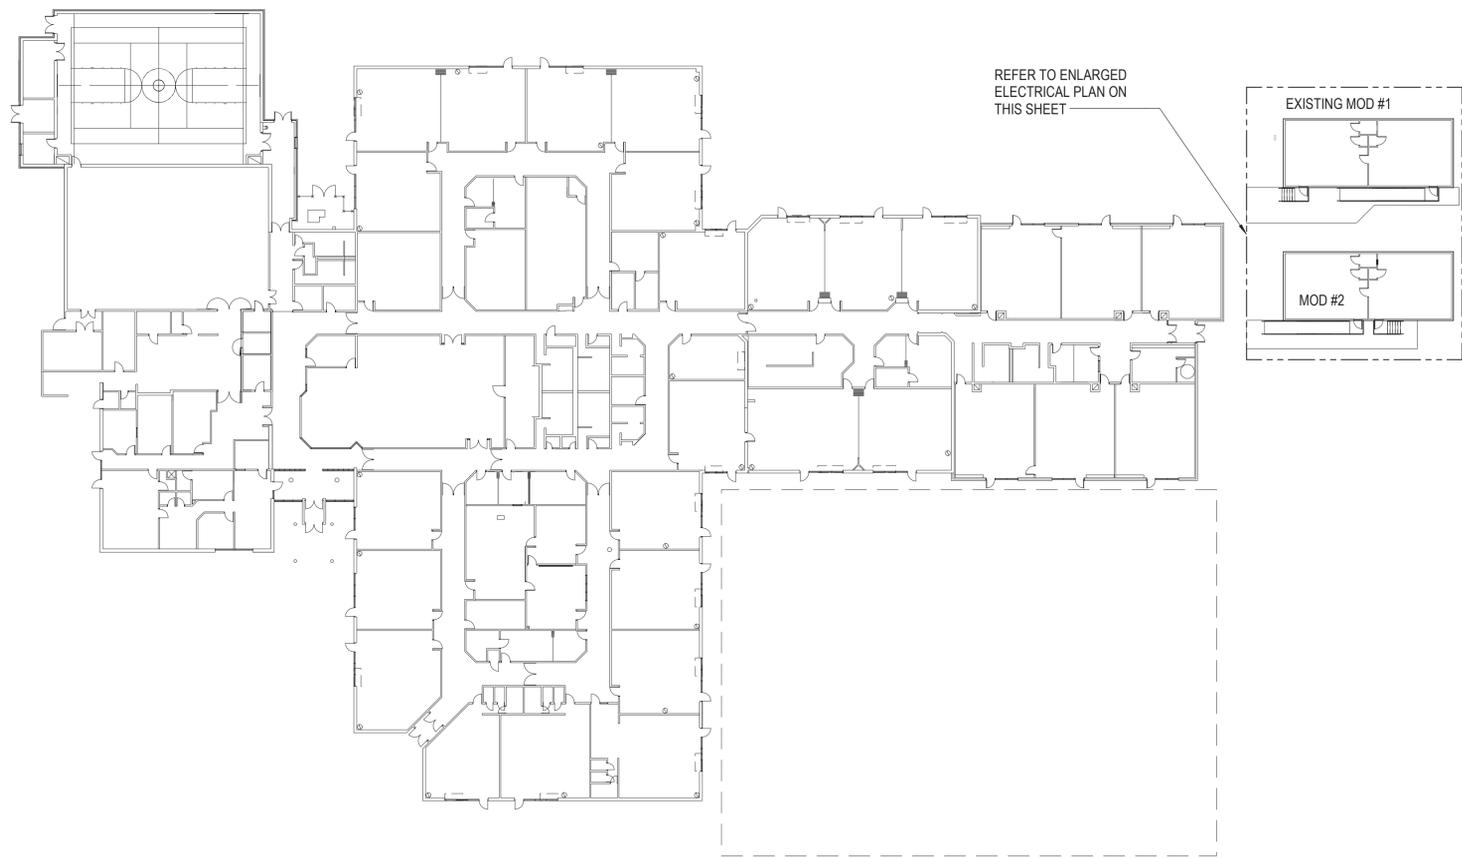 REFER TO ENLARGED
ELECTRICAL PLAN ON
THIS SHEET
EXISTING MOD #1
MOD #2